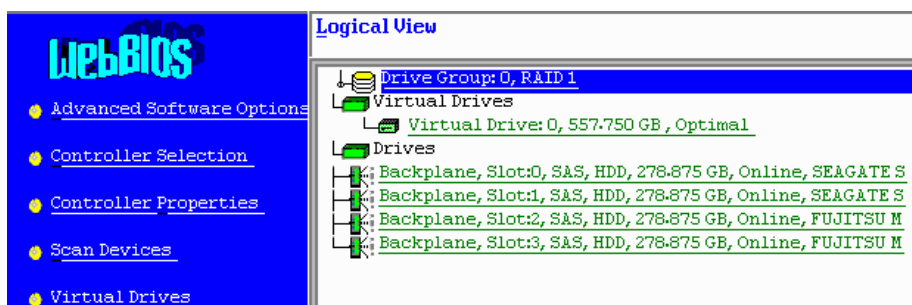 WebBIOS
Advanced Software Options
Controller Selection
Controller Properties
Scan Devices
Virtual Drives
Logical View
Drive Group: 0, RAID 1
Virtual Drives
Virtual Drive: 0, 557.750 GB, Optimal
Drives
Backplane, Slot:0, SAS, HDD, 278.875 GB, Online, SEAGATE S
Backplane, Slot:1, SAS, HDD, 278.875 GB, Online, SEAGATE S
Backplane, Slot:2, SAS, HDD, 278.875 GB, Online, FUJITSU M
Backplane, Slot:3, SAS, HDD, 278.875 GB, Online, FUJITSU M